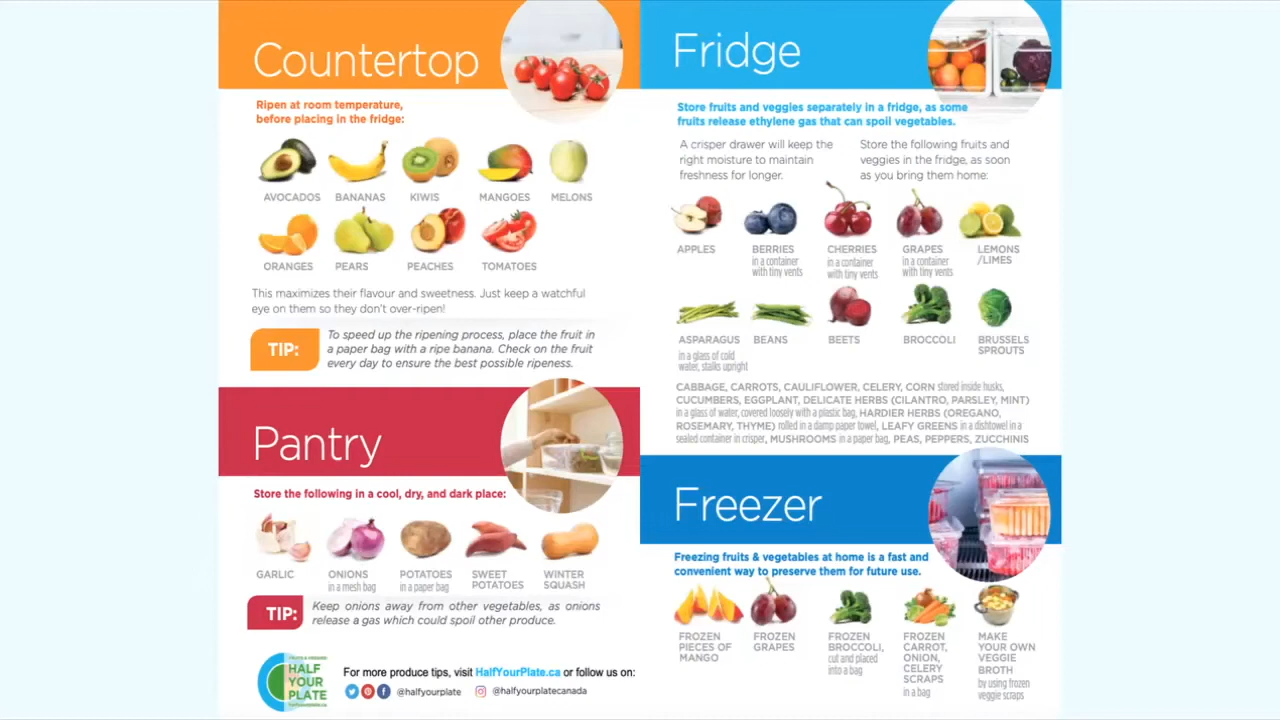 Countertop
Ripen at room temperature,
before placing in the fridge:
AVOCADOS
BANANAS
KIWIS
MANGOES
MELONS
ORANGES
PEARS
PEACHES
TOMATOES
This maximizes their flavour and sweetness. Just keep a watchful
eye on them so they don't over-ripen!
TIP:
To speed up the ripening process, place the fruit in
a paper bag with a ripe banana. Check on the fruit
every day to ensure the best possible ripeness.
Pantry
Store the following in a cool, dry, and dark place:
GARLIC
ONIONS
in a mesh bag
POTATOES
in a paper bag
SWEET
POTATOES
WINTER
SQUASH
TIP:
Keep onions away from other vegetables, as onions
release a gas which could spoil other produce.
HALF
YOUR
PLATE
For more produce tips, visit HalfYourPlate.ca or follow us on:
@halfyourplate
@halfyourplatecanada
Fridge
Store fruits and veggies separately in a fridge, as some
fruits release ethylene gas that can spoil vegetables.
A crisper drawer will keep the
right moisture to maintain
freshness for longer.
Store the following fruits and
veggies in the fridge, as soon
as you bring them home:
APPLES
BERRIES
in a container
with tiny vents
CHERRIES
in a container
with tiny vents
GRAPES
in a container
with tiny vents
LEMONS
/LIMES
ASPARAGUS
in a glass of cold
water, stalks upright
BEANS
BEETS
BROCCOLI
BRUSSELS
SPROUTS
CABBAGE, CARROTS, CAULIFLOWER, CELERY, CORN stored inside husks,
CUCUMBERS, EGGPLANT, DELICATE HERBS (CILANTRO, PARSLEY, MINT)
in a glass of water, covered loosely with a plastic bag, HARDIER HERBS (OREGANO,
ROSEMARY, THYME) rolled in a damp paper towel, LEAFY GREENS in a dishtowel in a
sealed container in crisper, MUSHROOMS in a paper bag, PEAS, PEPPERS, ZUCCHINIS
Freezer
Freezing fruits & vegetables at home is a fast and
convenient way to preserve them for future use.
FROZEN
PIECES OF
MANGO
FROZEN
GRAPES
FROZEN
BROCCOLI,
cut and placed
into a bag
FROZEN
CARROT,
ONION,
CELERY
SCRAPS
in a bag
MAKE
YOUR OWN
VEGGIE
BROTH
by using frozen
veggie scraps